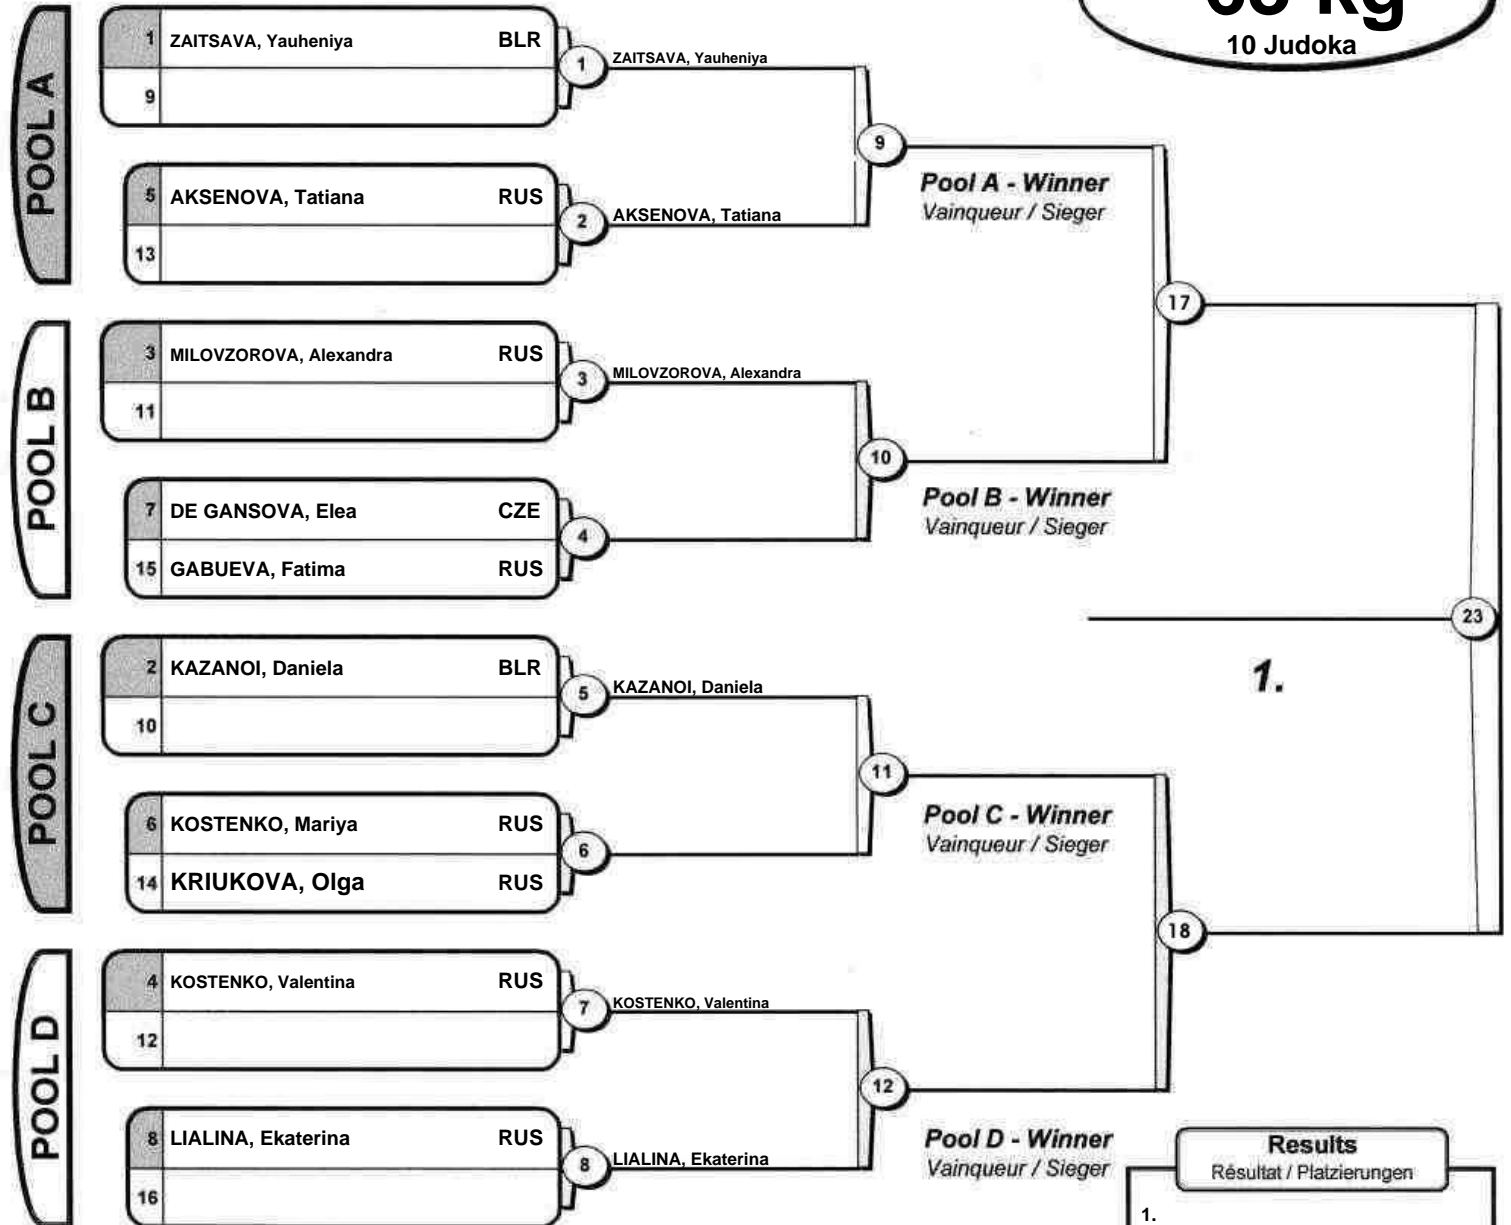 kg
10 Judoka
POOL A
1 ZAITSAVA, Yauheniya BLR
9
1 ZAITSAVA, Yauheniya
5 AKSENOVA, Tatiana RUS
13
2 AKSENOVA, Tatiana
9
Pool A - Winner
Vainqueur / Sieger
17
POOL B
3 MILOVZOROVA, Alexandra RUS
11
3 MILOVZOROVA, Alexandra
7 DE GANSOVA, Elea CZE
15 GABUEVA, Fatima RUS
4
10
Pool B - Winner
Vainqueur / Sieger
23
1.
POOL C
2 KAZANOI, Daniela BLR
10
5 KAZANOI, Daniela
6 KOSTENKO, Mariya RUS
14 KRIUKOVA, Olga RUS
6
11
Pool C - Winner
Vainqueur / Sieger
18
POOL D
4 KOSTENKO, Valentina RUS
12
7 KOSTENKO, Valentina
8 LIALINA, Ekaterina RUS
16
8 LIALINA, Ekaterina
12
Pool D - Winner
Vainqueur / Sieger
Results
Résultat / Platzierungen
1.